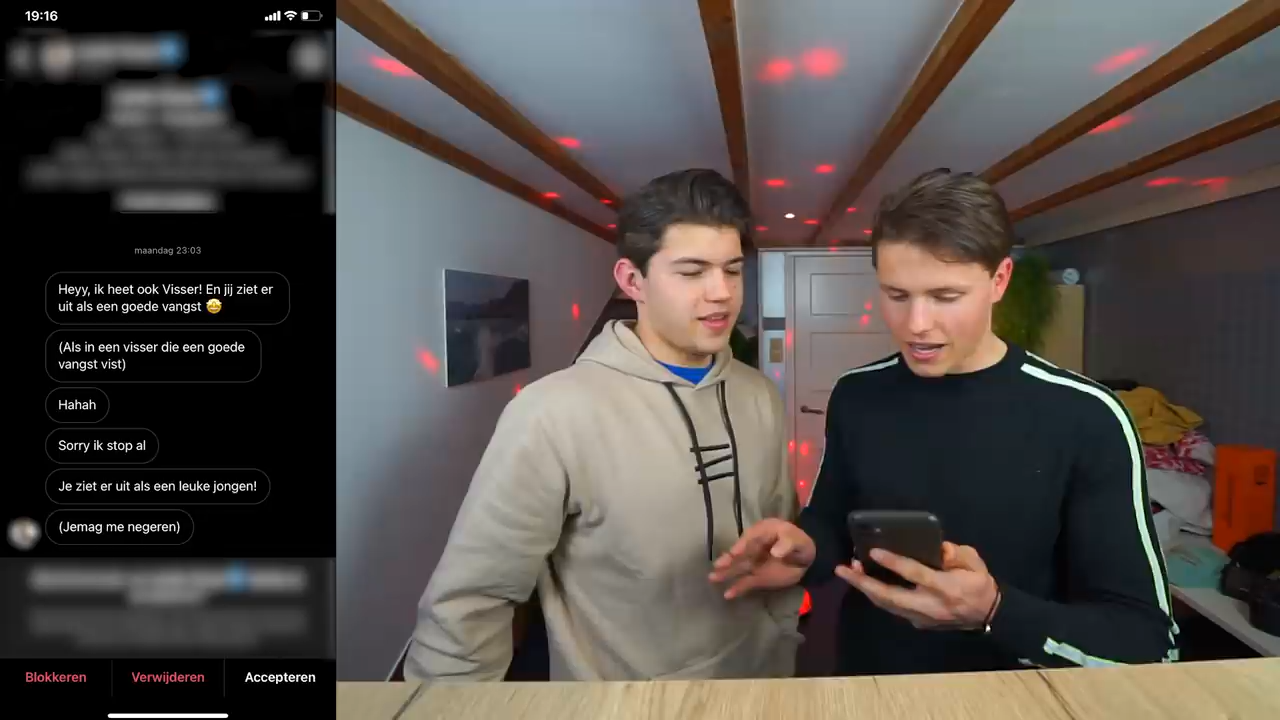 19:16
maandag 23:03
Heyy, ik heet ook Visser! En jij ziet er
uit als een goede vangst 🤩
(Als in een visser die een goede
vangst vist)
Hahah
Sorry ik stop al
Je ziet er uit als een leuke jongen!
(Jemag me negeren)
Blokkeren
Verwijderen
Accepteren